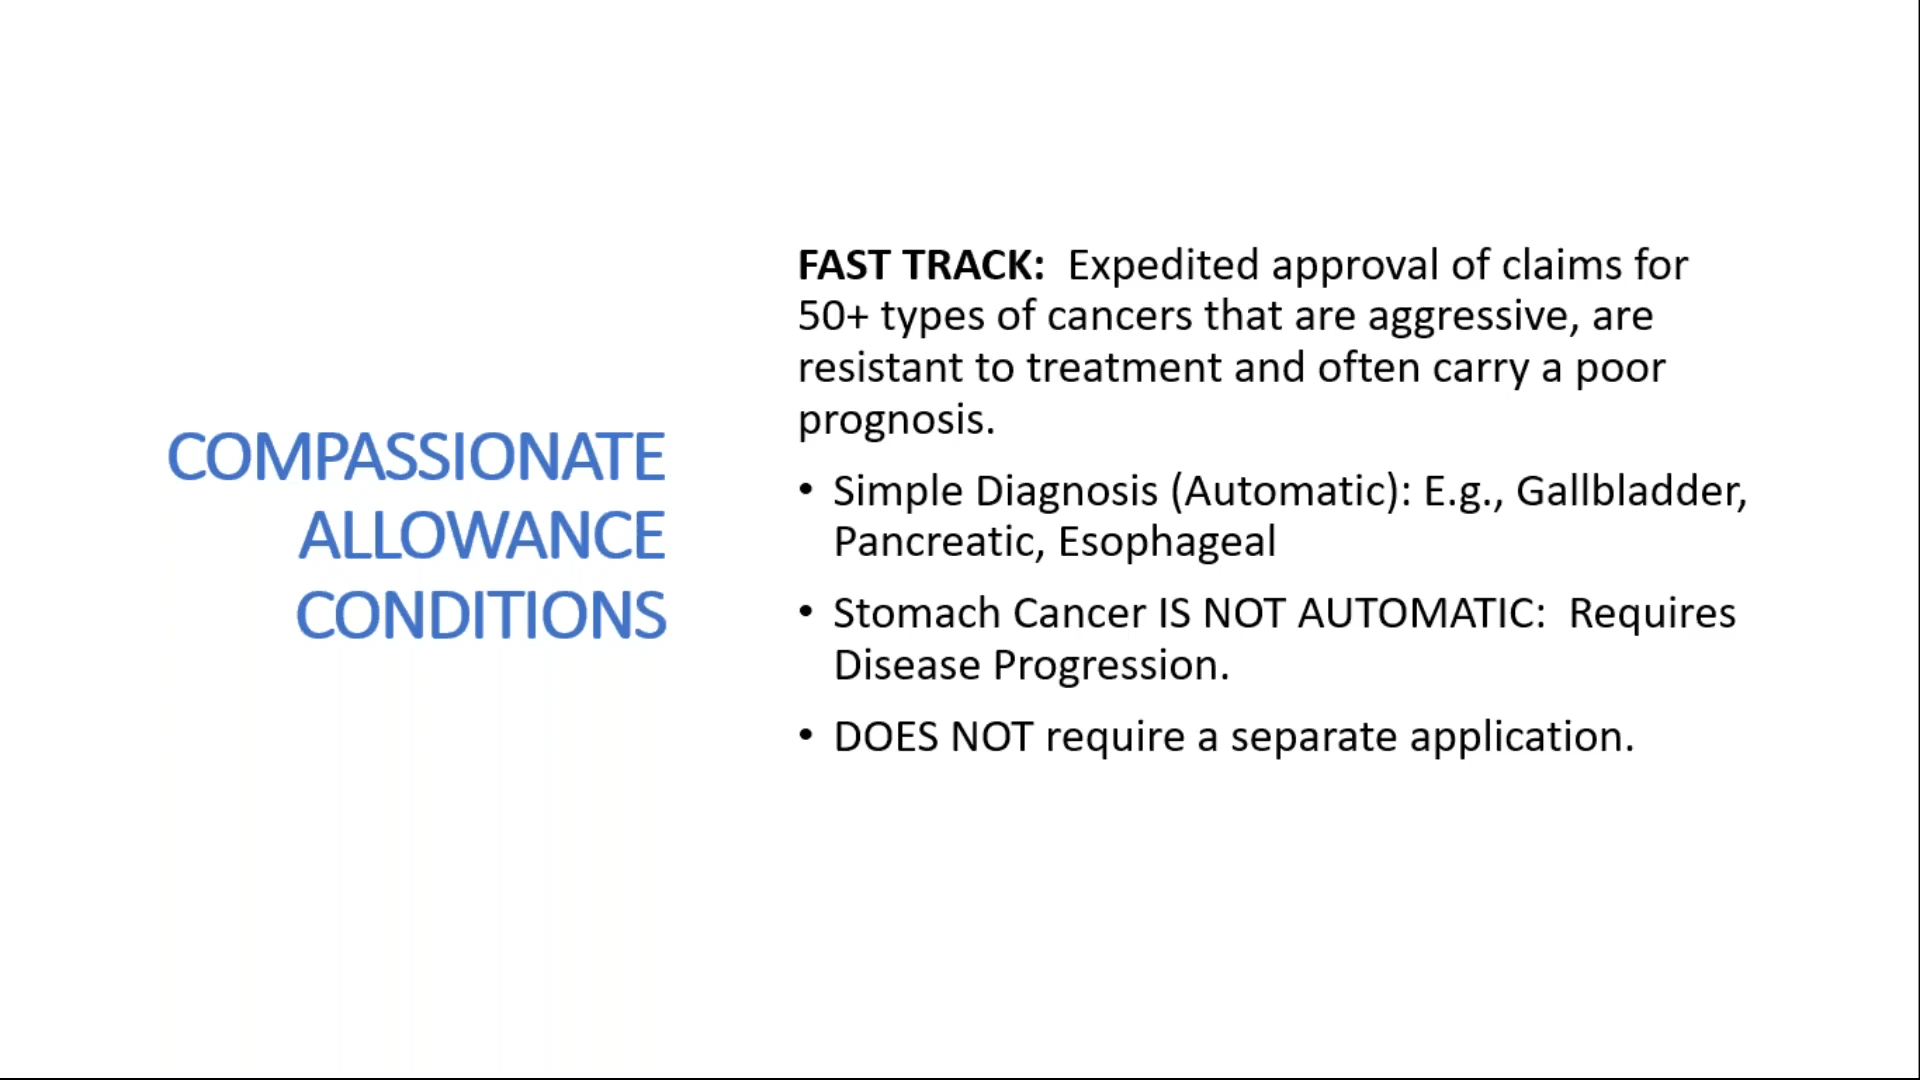 COMPASSIONATE
ALLOWANCE
CONDITIONS
FAST TRACK:  Expedited approval of claims for
50+ types of cancers that are aggressive, are
resistant to treatment and often carry a poor
prognosis.
• Simple Diagnosis (Automatic): E.g., Gallbladder,
Pancreatic, Esophageal
• Stomach Cancer IS NOT AUTOMATIC:  Requires
Disease Progression.
• DOES NOT require a separate application.